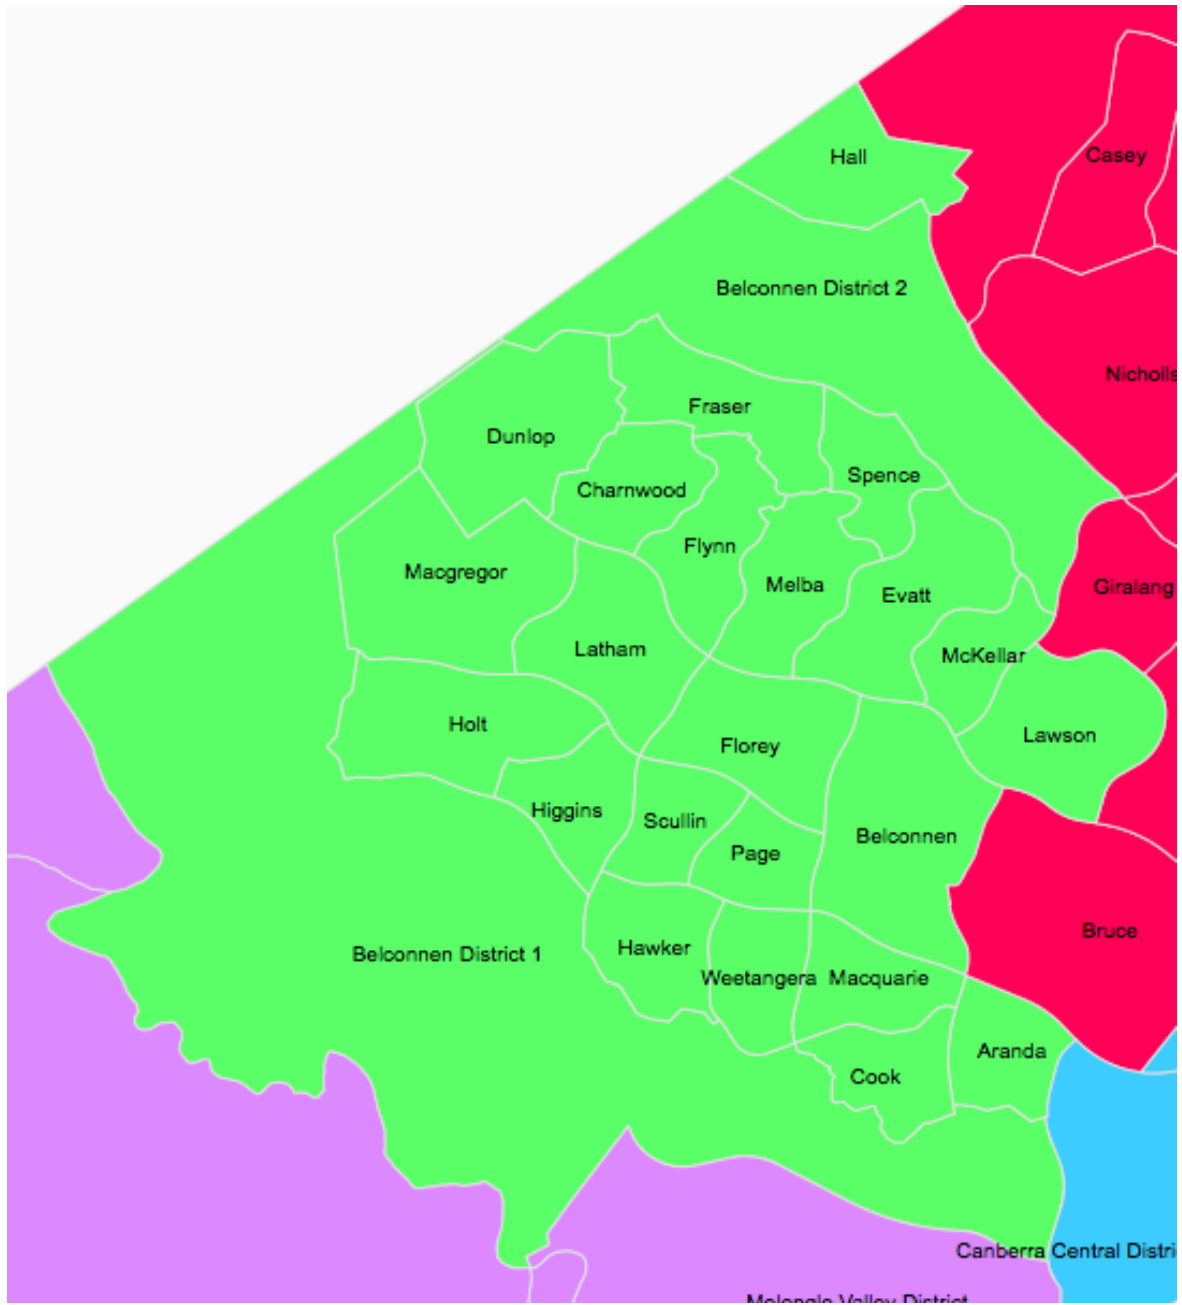 Hall
Casey
Belconnen District 2
Nicholls
Fraser
Dunlop
Spence
Charnwood
Flynn
Macgregor
Melba
Evatt
Giralang
Latham
McKellar
Holt
Florey
Lawson
Higgins
Scullin
Belconnen
Page
Bruce
Hawker
Belconnen District 1
Weetangera
Macquarie
Aranda
Cook
Canberra Central Distri
Molonglo Valley District